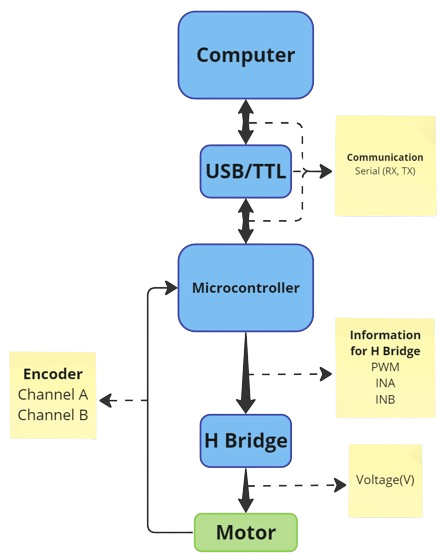 Computer
USB/TTL
Communication
Serial (RX, TX)
Microcontroller
Information
for H Bridge
PWM
INA
INB
Encoder
Channel A
Channel B
H Bridge
Voltage(V)
Motor